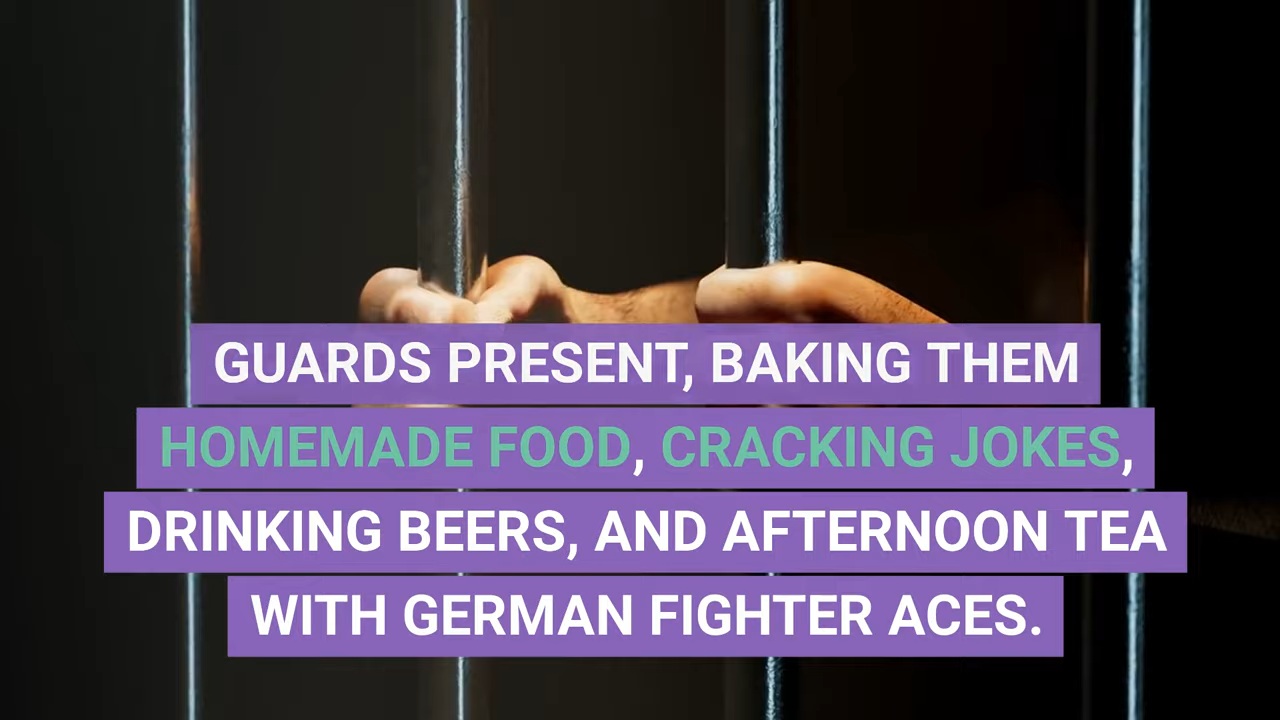 GUARDS PRESENT, BAKING THEM
HOMEMADE FOOD, CRACKING JOKES,
DRINKING BEERS, AND AFTERNOON TEA
WITH GERMAN FIGHTER ACES.